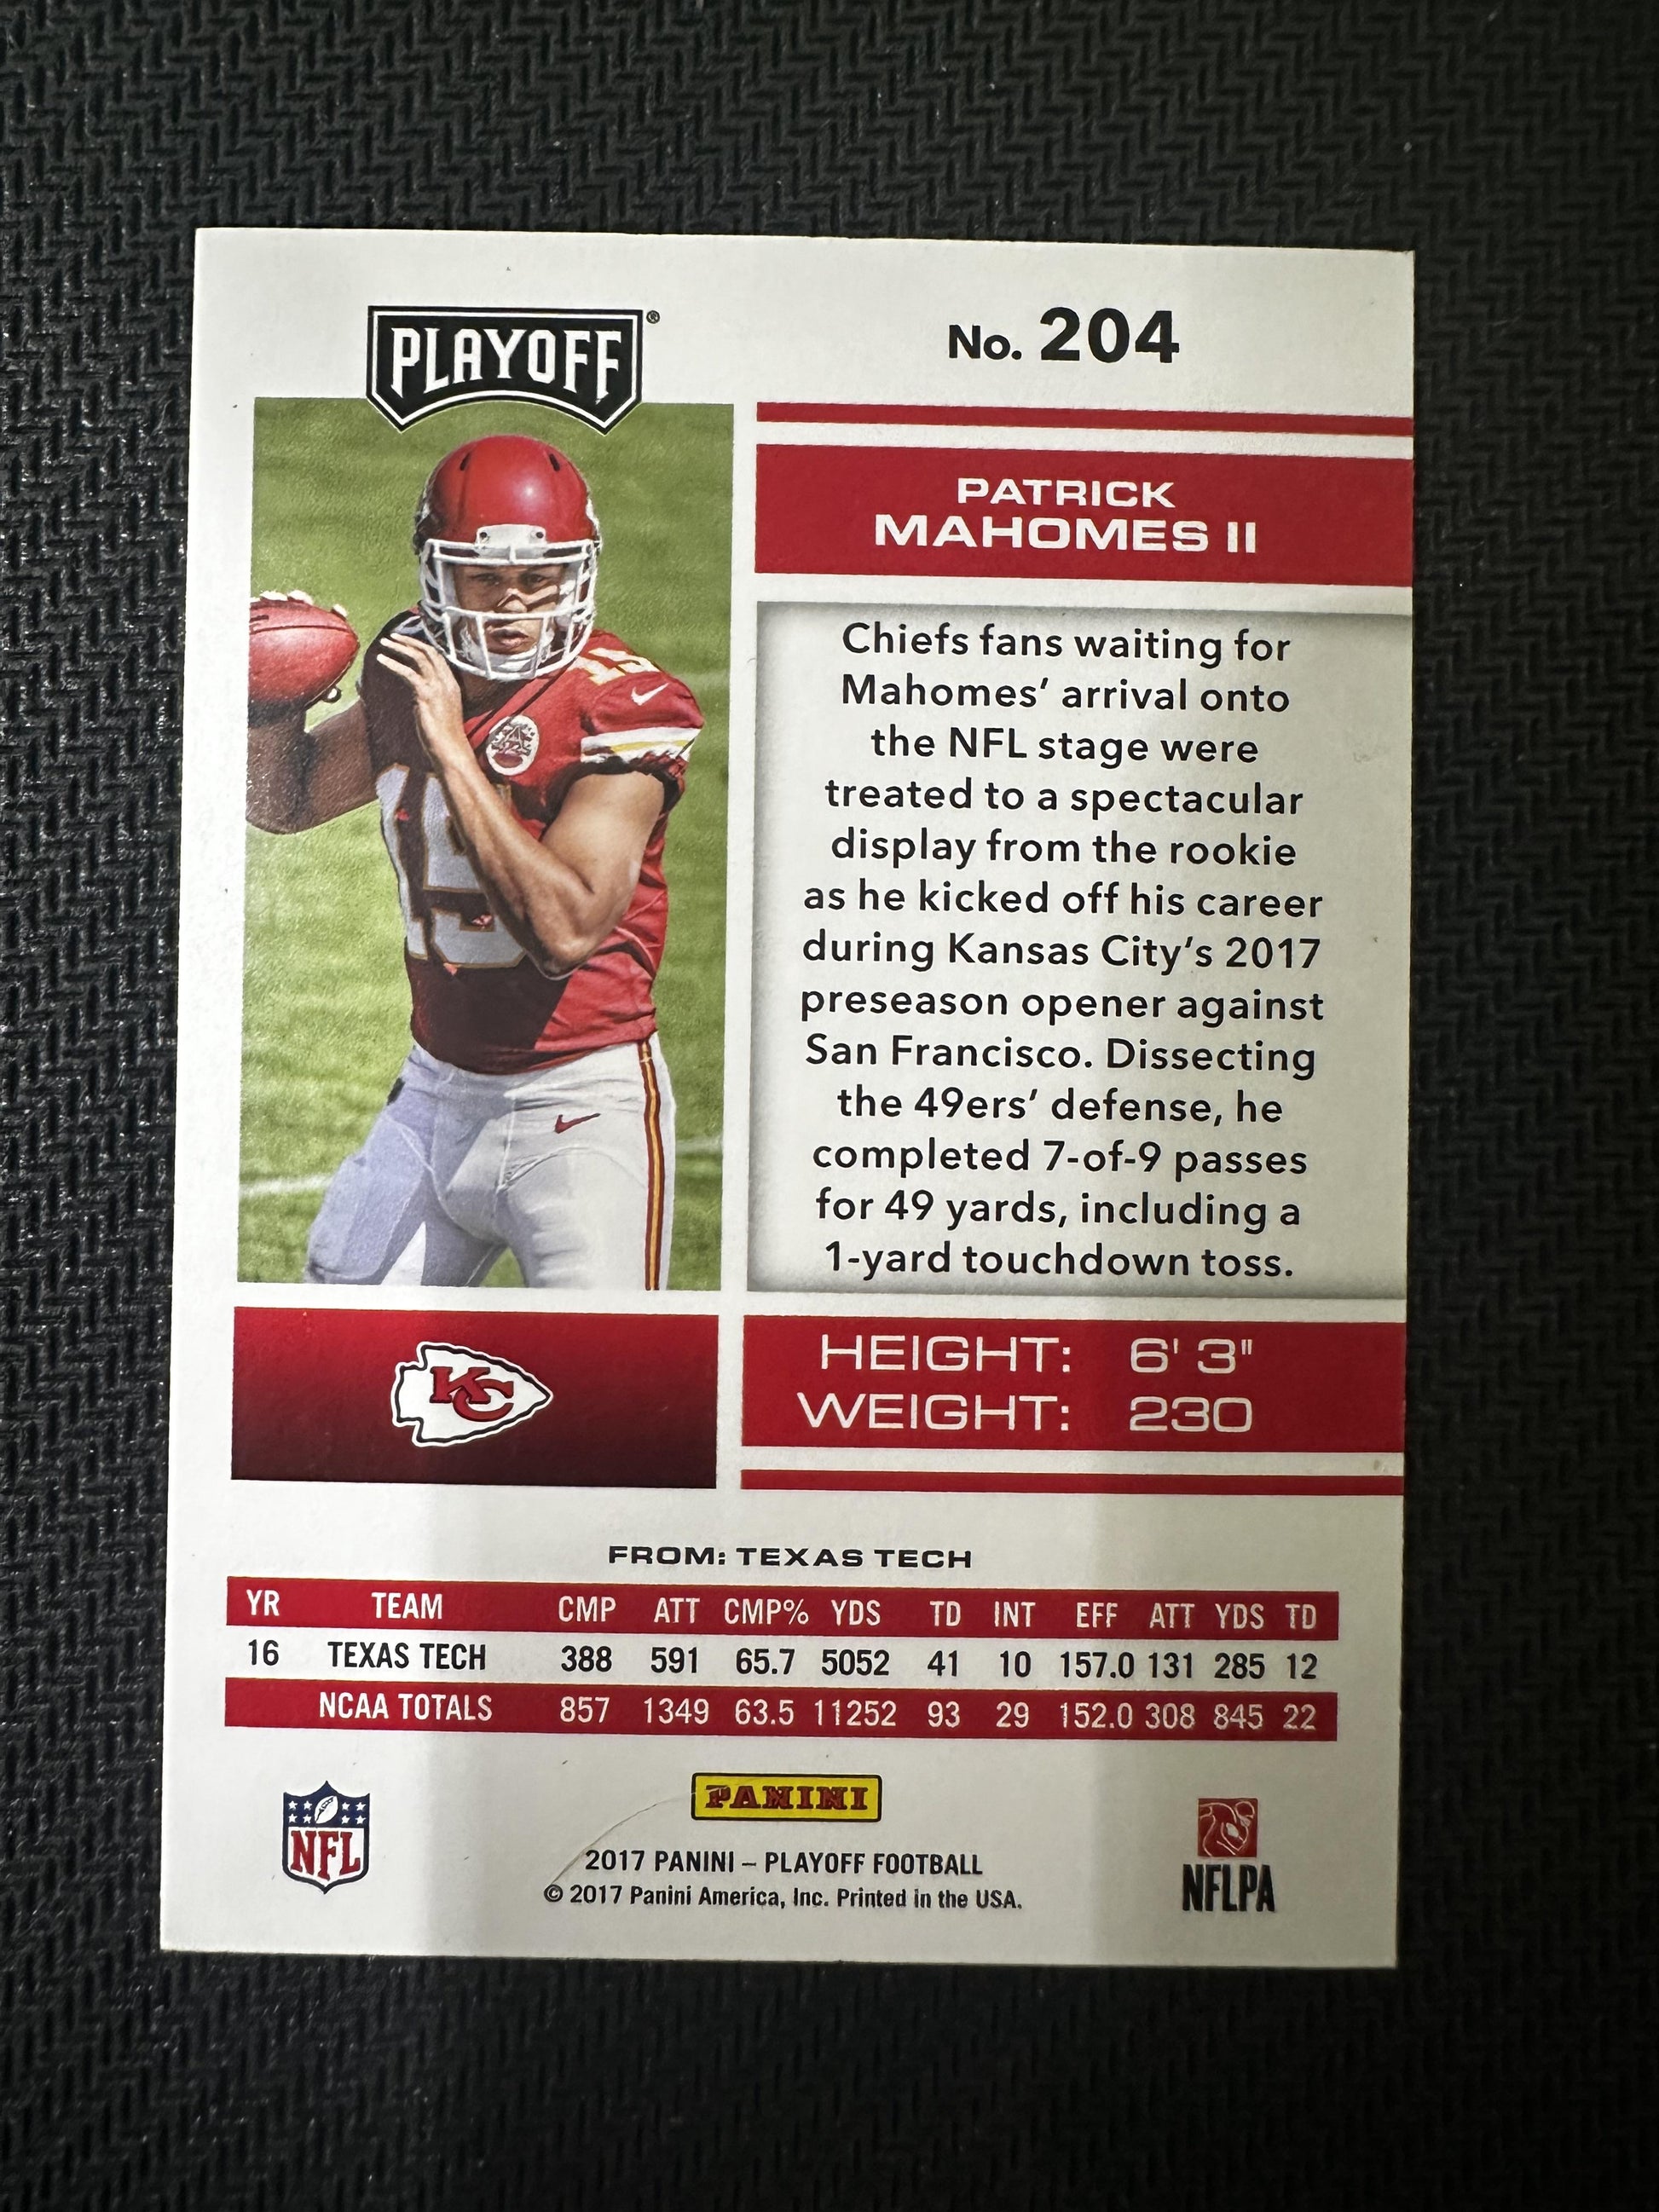 PLAYOFF®
No. 204
PATRICK
MAHOMES II
Chiefs fans waiting for
Mahomes’ arrival onto
the NFL stage were
treated to a spectacular
display from the rookie
as he kicked off his career
during Kansas City’s 2017
preseason opener against
San Francisco. Dissecting
the 49ers’ defense, he
completed 7-of-9 passes
for 49 yards, including a
1-yard touchdown toss.
15
15
KC
HEIGHT: 6' 3"
WEIGHT: 230
FROM: TEXAS TECH
YR TEAM CMP ATT CMP% YDS TD INT EFF ATT YDS TD
16 TEXAS TECH 388 591 65.7 5052 41 10 157.0 131 285 12
NCAA TOTALS 857 1349 63.5 11252 93 29 152.0 308 845 22
NFL
PANINI
2017 PANINI – PLAYOFF FOOTBALL
© 2017 Panini America, Inc. Printed in the USA.
NFLPA